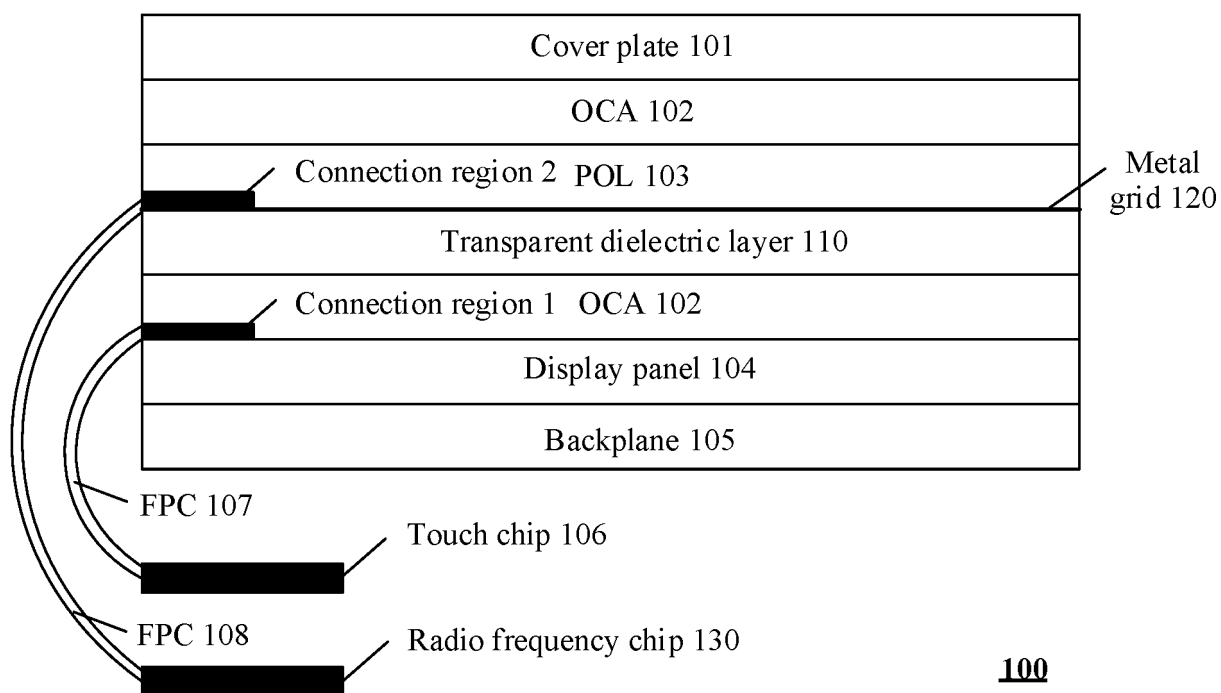 Cover plate 101
OCA 102
Connection region 2 POL 103
Metal
grid 120
Transparent dielectric layer 110
Connection region 1 OCA 102
Display panel 104
Backplane 105
FPC 107
Touch chip 106
FPC 108
Radio frequency chip 130
100